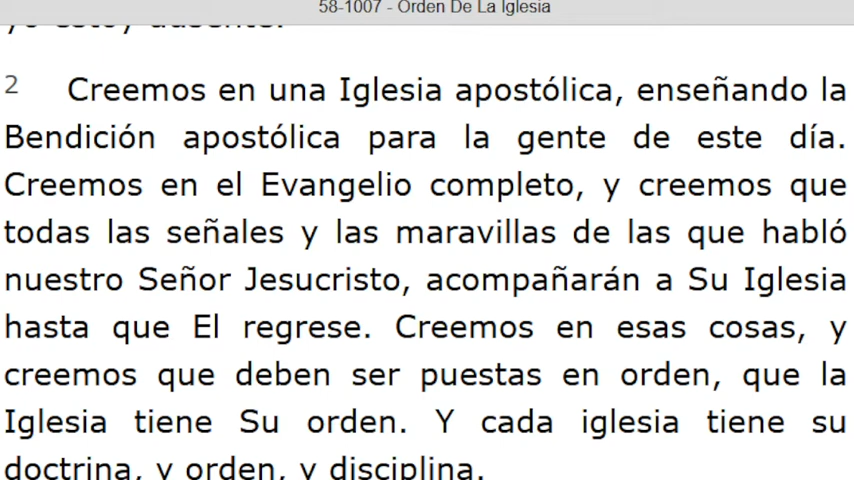 58-1007 - Orden De La Iglesia
yo estoy ausente.
2 Creemos en una Iglesia apostólica, enseñando la
Bendición apostólica para la gente de este día.
Creemos en el Evangelio completo, y creemos que
todas las señales y las maravillas de las que habló
nuestro Señor Jesucristo, acompañarán a Su Iglesia
hasta que El regrese. Creemos en esas cosas, y
creemos que deben ser puestas en orden, que la
Iglesia tiene Su orden. Y cada iglesia tiene su
doctrina, y orden, y disciplina.